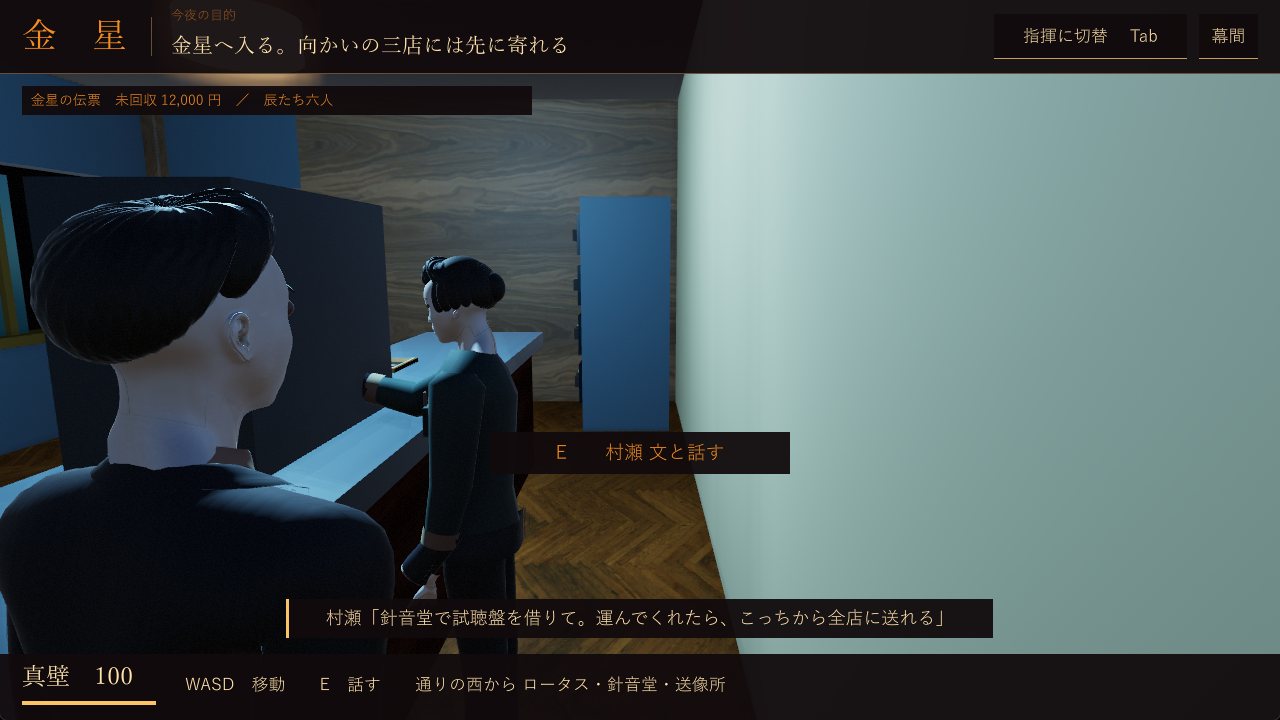 金 星
今夜の目的
金星へ入る。向かいの三店には先に寄れる
指揮に切替 Tab
幕間
金星の伝票 未回収 12,000 円 ／ 辰たち六人
E 村瀬 文と話す
村瀬「針音堂で試聴盤を借りて。運んでくれたら、こっちから全店に送れる」
真壁 100
WASD 移動 E 話す 通りの西から ロータス・針音堂・送像所